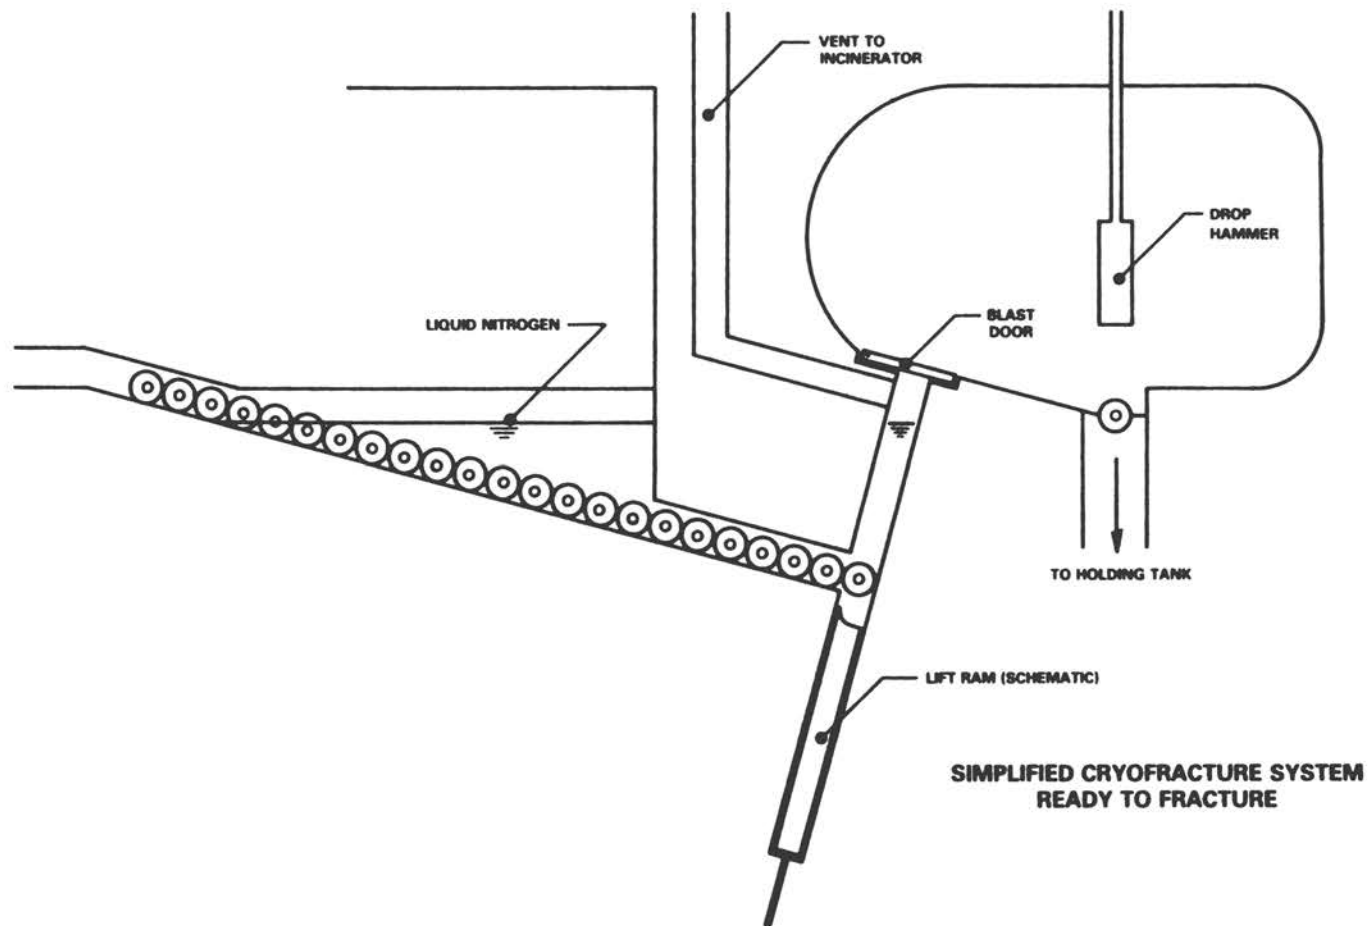 VENT TO
INCINERATOR
DROP
HAMMER
LIQUID NITROGEN
BLAST
DOOR
TO HOLDING TANK
LIFT RAM (SCHEMATIC)
SIMPLIFIED CRYOFRACTURE SYSTEM
READY TO FRACTURE